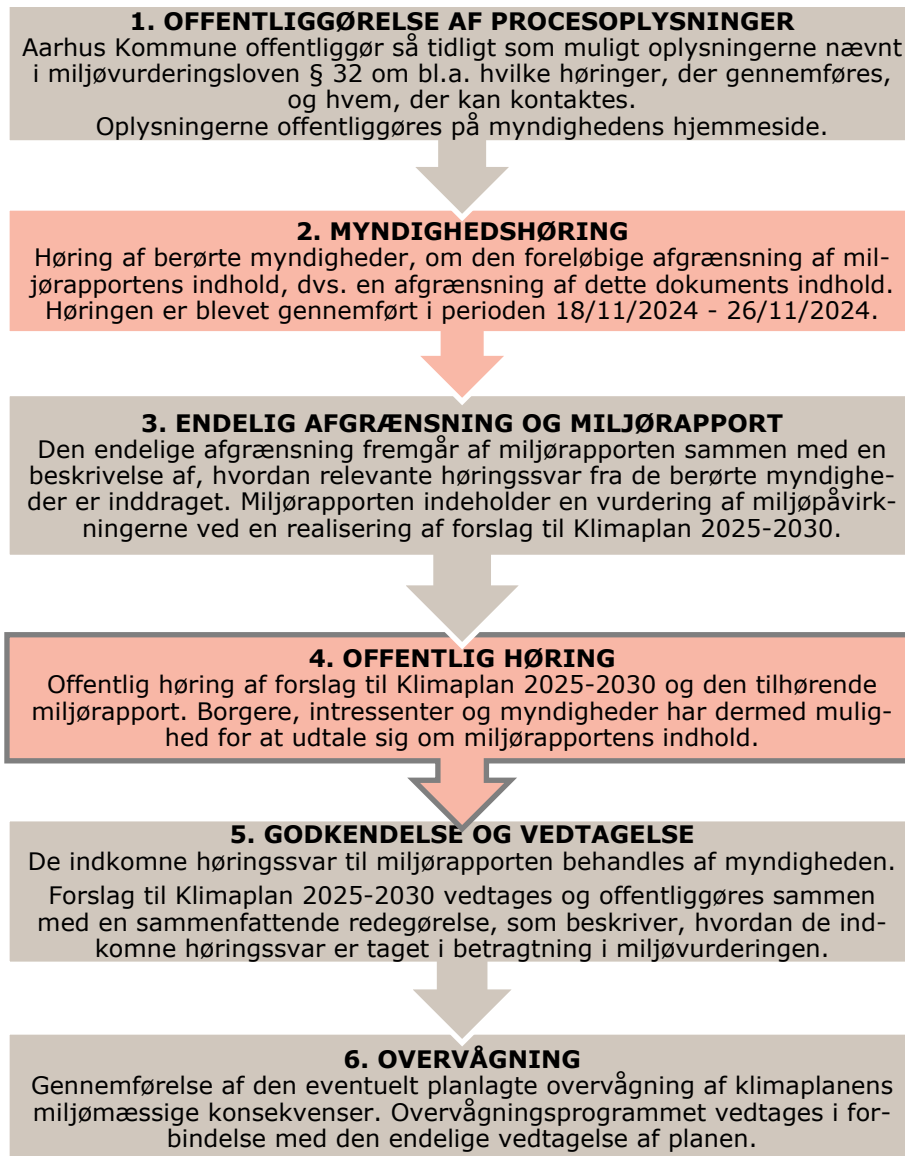 1. OFFENTLIGGØRELSE AF PROCESOPLYSNINGER
Aarhus Kommune offentliggør så tidligt som muligt oplysningerne nævnt
i miljøvurderingsloven § 32 om bl.a. hvilke høringer, der gennemføres,
og hvem, der kan kontaktes.
Oplysningerne offentliggøres på myndighedens hjemmeside.
2. MYNDIGHEDSHØRING
Høring af berørte myndigheder, om den foreløbige afgrænsning af mil-
jørapportens indhold, dvs. en afgrænsning af dette dokuments indhold.
Høringen er blevet gennemført i perioden 18/11/2024 - 26/11/2024.
3. ENDELIG AFGRÆNSNING OG MILJØRAPPORT
Den endelige afgrænsning fremgår af miljørapporten sammen med en
beskrivelse af, hvordan relevante høringssvar fra de berørte myndighe-
der er inddraget. Miljørapporten indeholder en vurdering af miljøpåvirk-
ningerne ved en realisering af forslag til Klimaplan 2025-2030.
4. OFFENTLIG HØRING
Offentlig høring af forslag til Klimaplan 2025-2030 og den tilhørende
miljørapport. Borgere, intressenter og myndigheder har dermed mulig-
hed for at udtale sig om miljørapportens indhold.
5. GODKENDELSE OG VEDTAGELSE
De indkomne høringssvar til miljørapporten behandles af myndigheden.
Forslag til Klimaplan 2025-2030 vedtages og offentliggøres sammen
med en sammenfattende redegørelse, som beskriver, hvordan de ind-
komne høringssvar er taget i betragtning i miljøvurderingen.
6. OVERVÅGNING
Gennemførelse af den eventuelt planlagte overvågning af klimaplanens
miljømæssige konsekvenser. Overvågningsprogrammet vedtages i for-
bindelse med den endelige vedtagelse af planen.